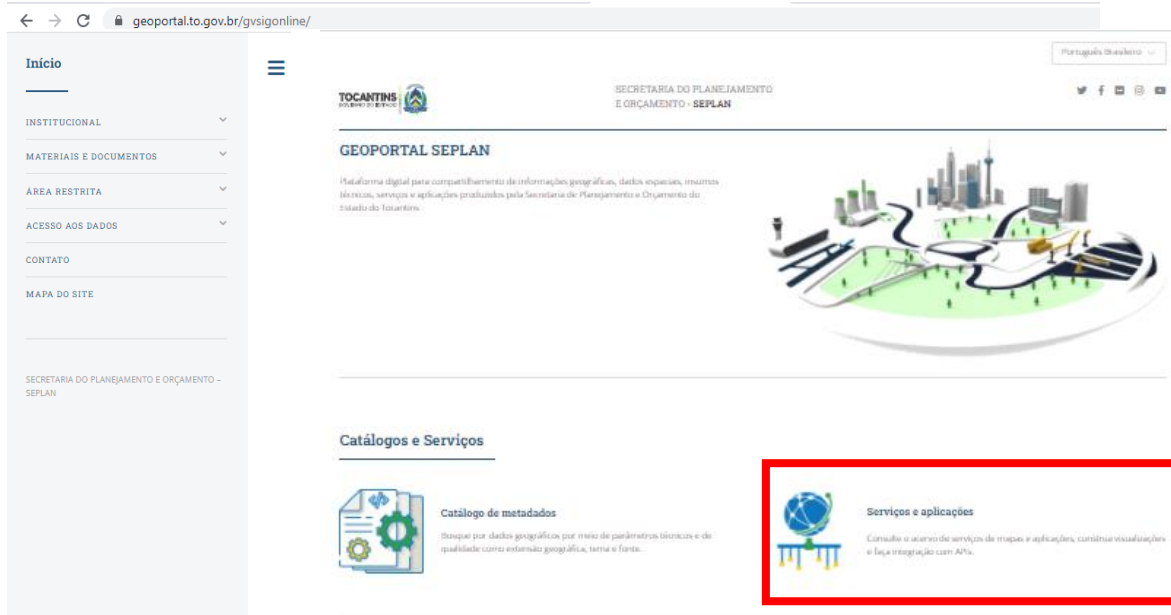 geoportal.to.gov.br/gvsigonline/
Início
INSTITUCIONAL
MATERIAIS E DOCUMENTOS
ÁREA RESTRITA
ACESSO AOS DADOS
CONTATO
MAPA DO SITE
SECRETARIA DO PLANEJAMENTO E ORÇAMENTO –
SEPLAN
Português Brasileiro
TOCANTINS
GOVERNO DO ESTADO
SECRETARIA DO PLANEJAMENTO
E ORÇAMENTO - SEPLAN
GEOPORTAL SEPLAN
Plataforma digital para compartilhamento de informações geográficas, dados espaciais, insumos
técnicos, serviços e aplicações produzidos pela Secretaria de Planejamento e Orçamento do
Estado do Tocantins
Catálogos e Serviços
Catálogo de metadados
Busque por dados geográficos por meio de parâmetros técnicos e de
qualidade como extensão geográfica, tema e fonte.
Serviços e aplicações
Consulte o acervo de serviços de mapas e aplicações, construa visualizações
e faça integração com APIs.